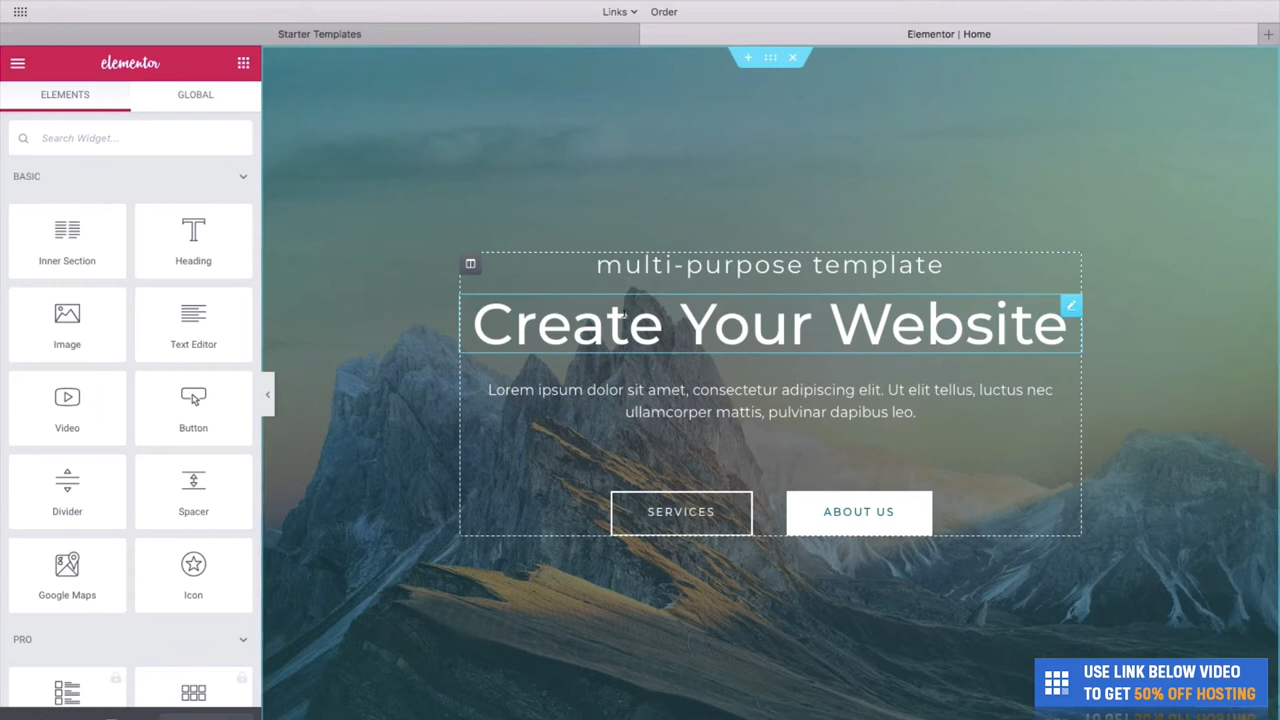 Links
Order
Starter Templates
Elementor | Home
elementor
ELEMENTS
GLOBAL
Search Widget...
BASIC
Inner Section
Heading
Image
Text Editor
Video
Button
Divider
Spacer
Google Maps
Icon
PRO
multi-purpose template
Create Your Website
Lorem ipsum dolor sit amet, consectetur adipiscing elit. Ut elit tellus, luctus nec
ullamcorper mattis, pulvinar dapibus leo.
SERVICES
ABOUT US
USE LINK BELOW VIDEO
TO GET 50% OFF HOSTING